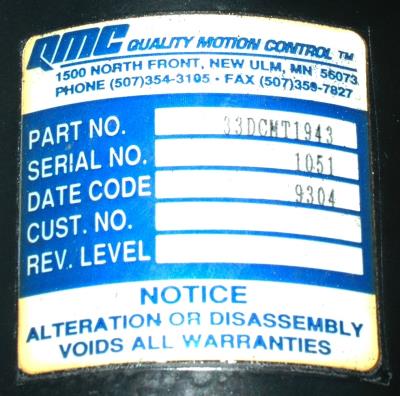 QMC QUALITY MOTION CONTROL TM
1500 NORTH FRONT, NEW ULM, MN 56073
PHONE (507)354-3195 • FAX (507)359-7827
PART NO. 33DCMT1943
SERIAL NO. 1051
DATE CODE 9304
CUST. NO.
REV. LEVEL
NOTICE
ALTERATION OR DISASSEMBLY
VOIDS ALL WARRANTIES